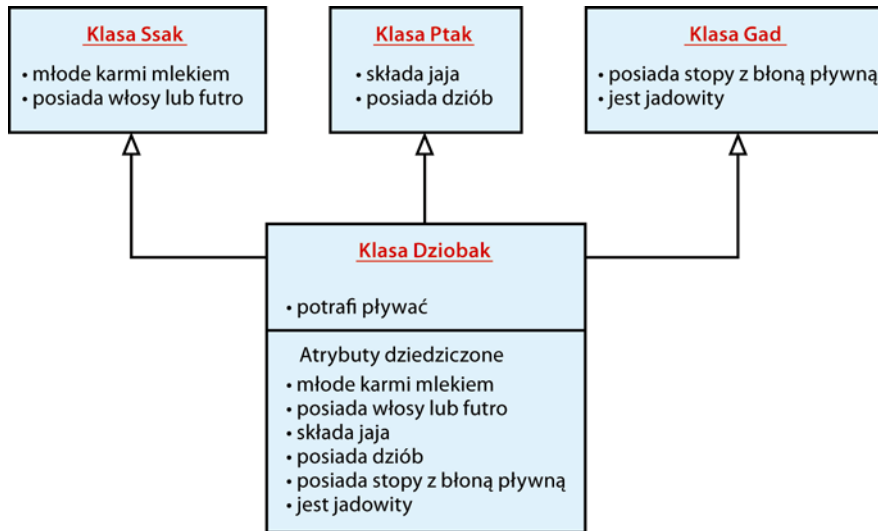 Klasa Ssak
• młode karmi mlekiem
• posiada włosy lub futro
Klasa Ptak
• składa jaja
• posiada dziób
Klasa Gad
• posiada stopy z błoną pływną
• jest jadowity
Klasa Dziobak
• potrafi pływać
Atrybuty dziedziczone
• młode karmi mlekiem
• posiada włosy lub futro
• składa jaja
• posiada dziób
• posiada stopy z błoną pływną
• jest jadowity